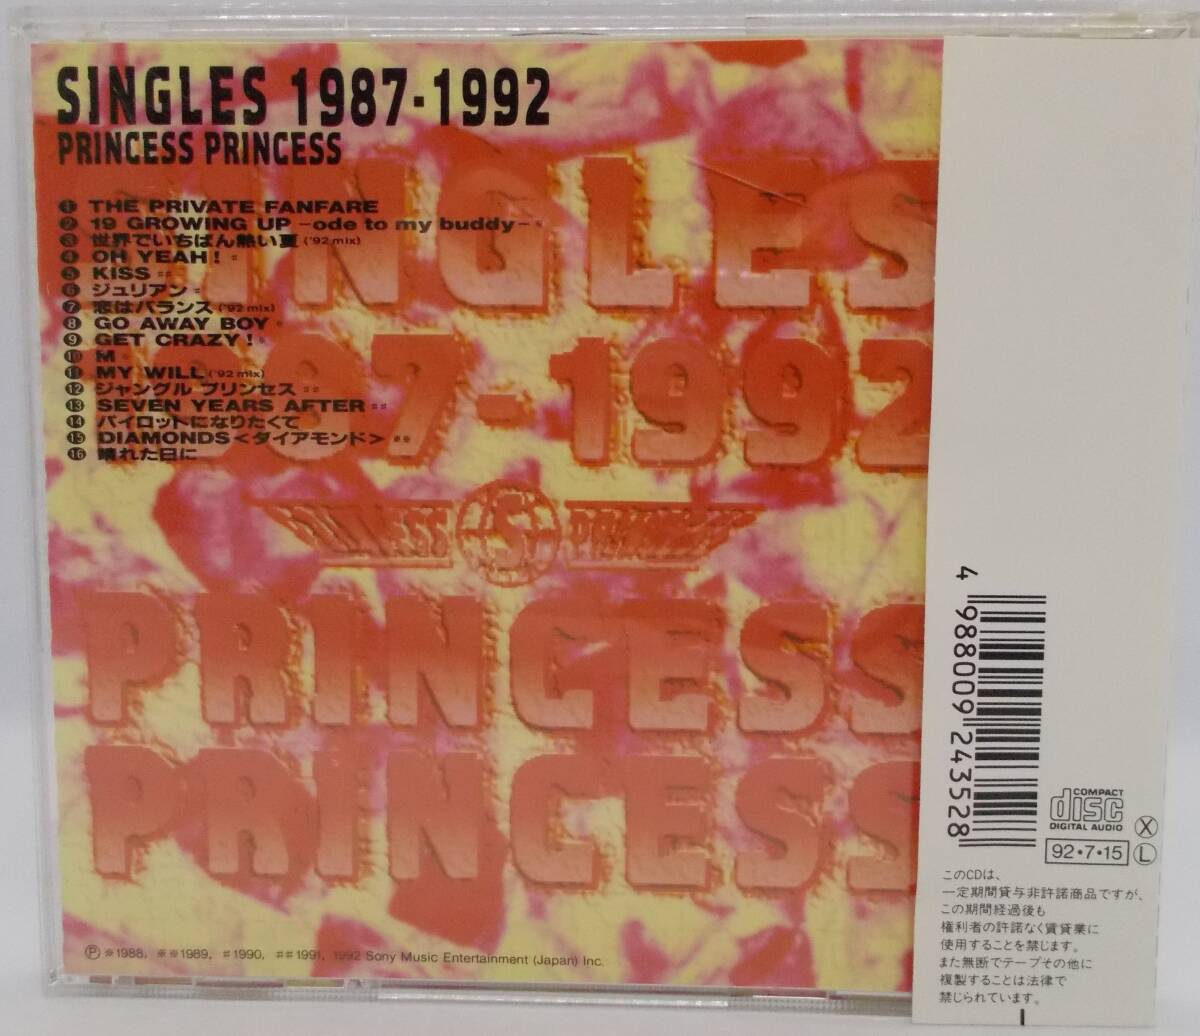 SINGLES 1987-1992
PRINCESS PRINCESS
1 THE PRIVATE FANFARE
2 19 GROWING UP -ode to my buddy-
3 世界でいちばん熱い夏 ('92 mix)
4 OH YEAH! #
5 KISS ##
6 ジュリアン #
7 恋はバランス ('92 mix)
8 GO AWAY BOY
9 GET CRAZY!
10 M
11 MY WILL ('92 mix)
12 ジャングル プリンセス ##
13 SEVEN YEARS AFTER ##
14 パイロットになりたくて
15 DIAMONDS <ダイアモンド> ※※
16 晴れた日に
SINGLES
1987-1992
PRINCESS PRINCESS
PRINCESS
PRINCESS
Ⓟ ※1988, ※※1989, #1990, ##1991, 1992 Sony Music Entertainment (Japan) Inc.
4 988009 243528
COMPACT
disc
DIGITAL AUDIO
Ⓧ
92・7・15 Ⓛ
このCDは、
一定期間貸与非許諾商品ですが、
この期間経過後も
権利者の許諾なく賃貸業に
使用することを禁じます。
また無断でテープその他に
複製することは法律で
禁じられています。